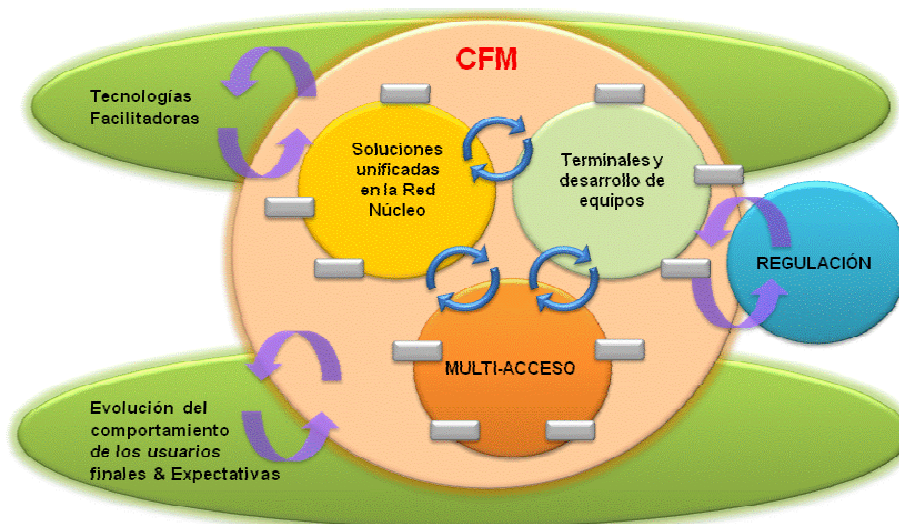 CFM
Tecnologías
Facilitadoras
Soluciones
unificadas
en la Red
Núcleo
Terminales y
desarrollo de
equipos
REGULACIÓN
MULTI-ACCESO
Evolución del
comportamiento
de los usuarios
finales & Expectativas